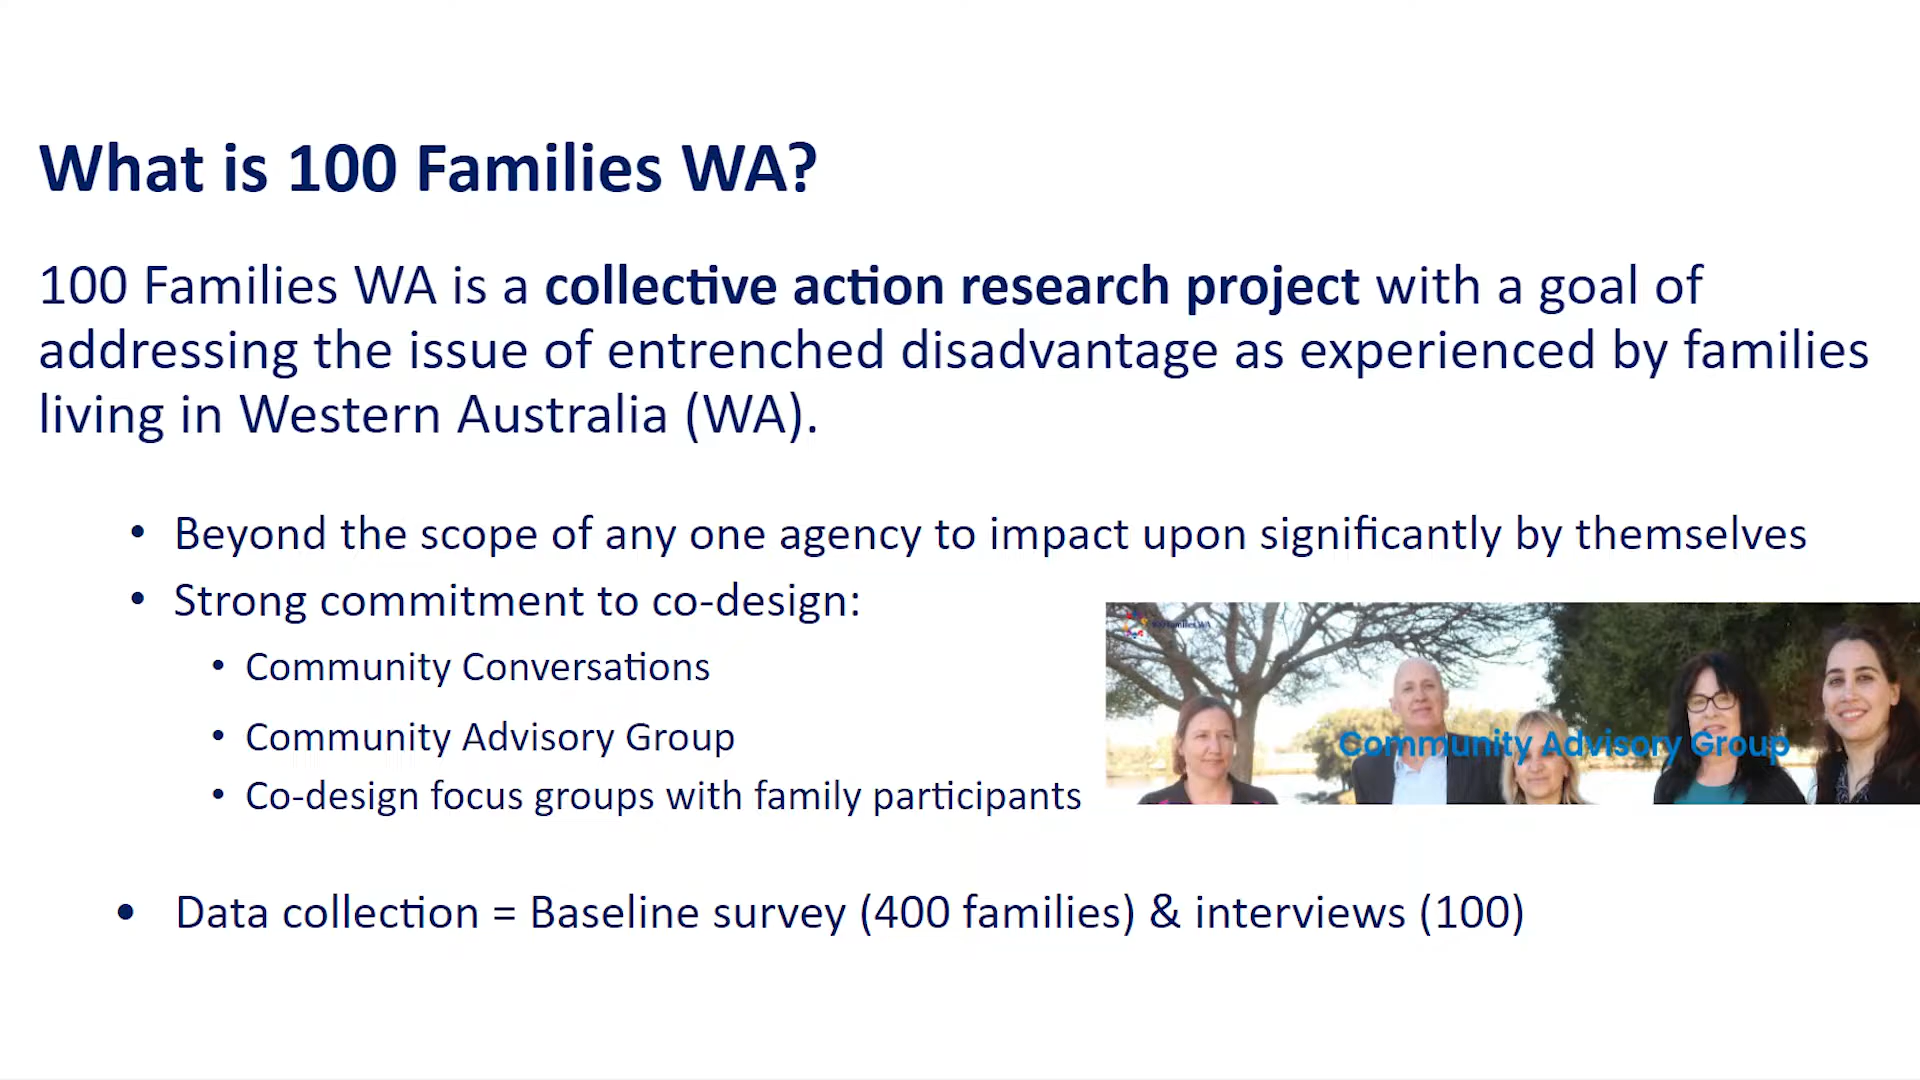 What is 100 Families WA?
100 Families WA is a collective action research project with a goal of
addressing the issue of entrenched disadvantage as experienced by families
living in Western Australia (WA).
• Beyond the scope of any one agency to impact upon significantly by themselves
• Strong commitment to co-design:
• Community Conversations
100 Families WA
• Community Advisory Group
Community Advisory Group
• Co-design focus groups with family participants
• Data collection = Baseline survey (400 families) & interviews (100)